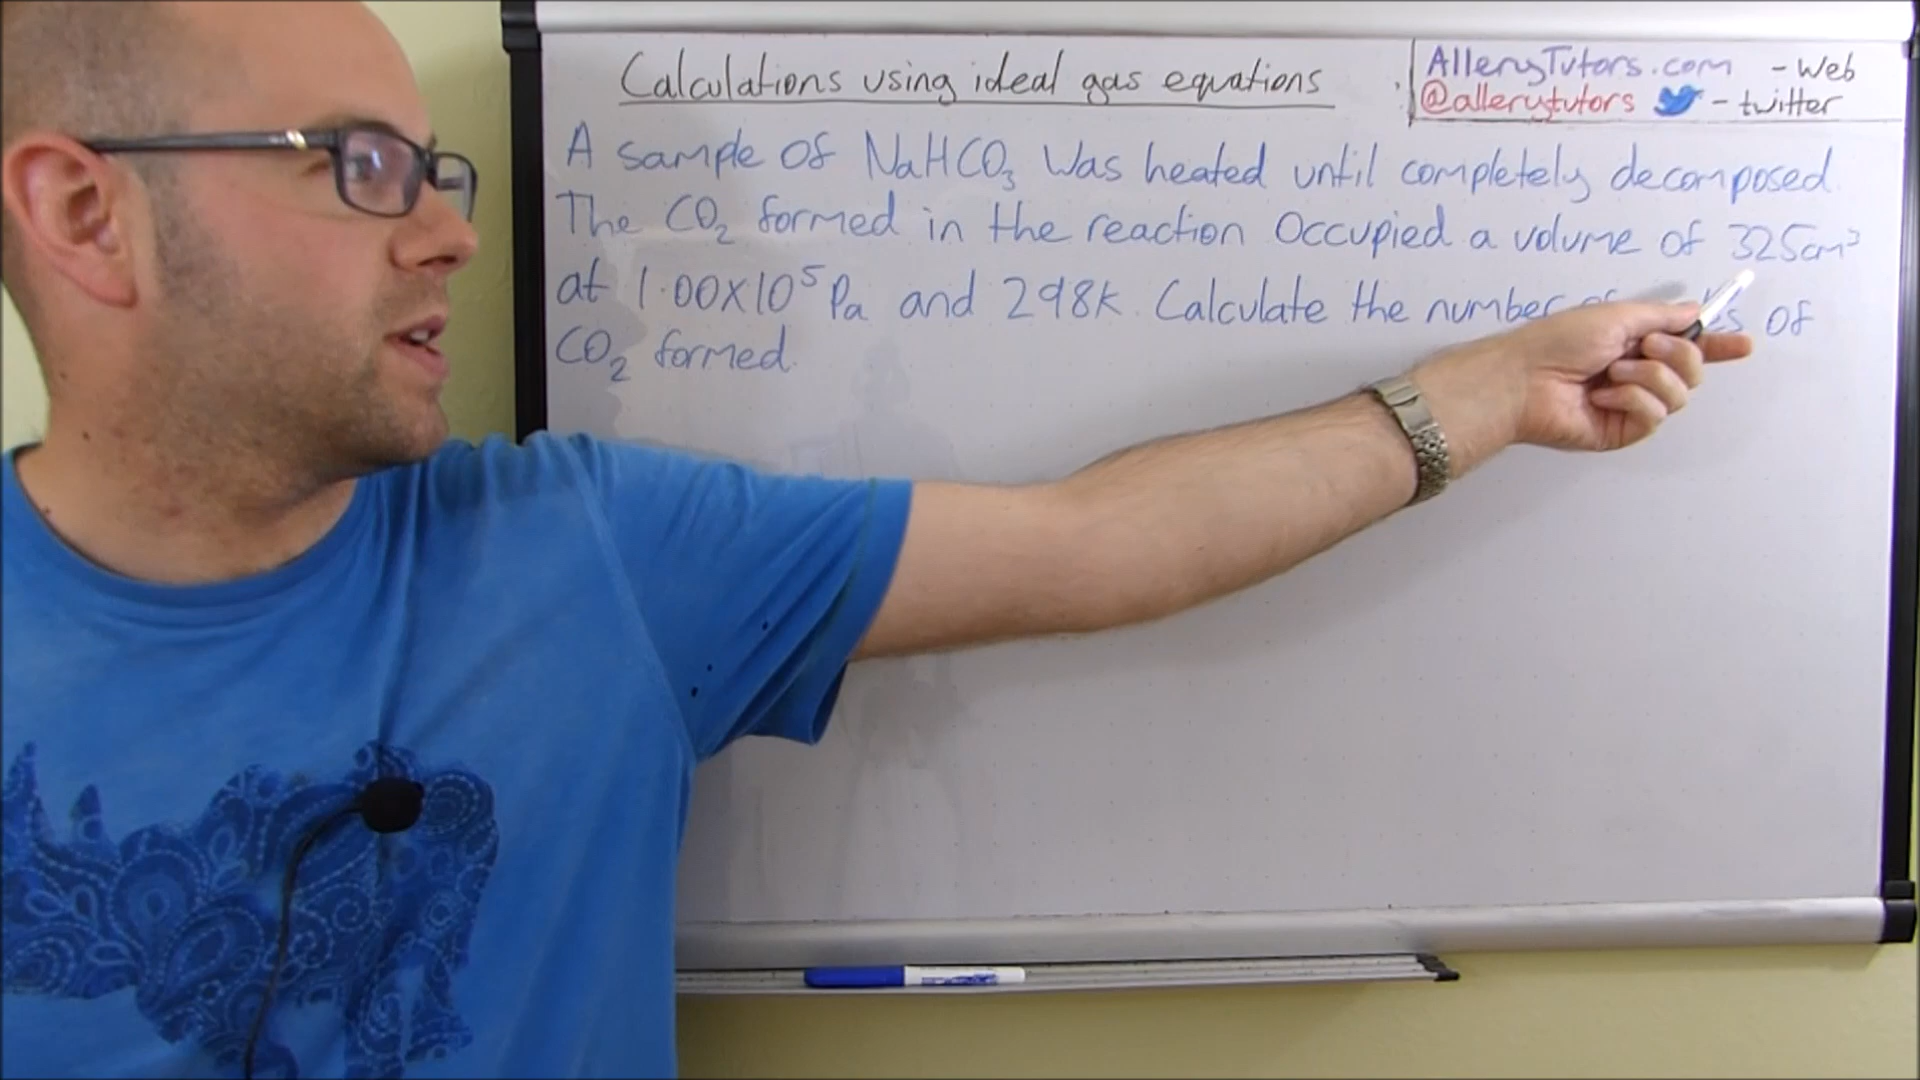 Calculations using ideal gas equations
AlleryTutors.com - Web
@allerytutors - twitter
A sample of NaHCO₃ was heated until completely decomposed.
The CO₂ formed in the reaction occupied a volume of 325cm³
at 1.00x10⁵ Pa and 298K. Calculate the number of
CO₂ formed.